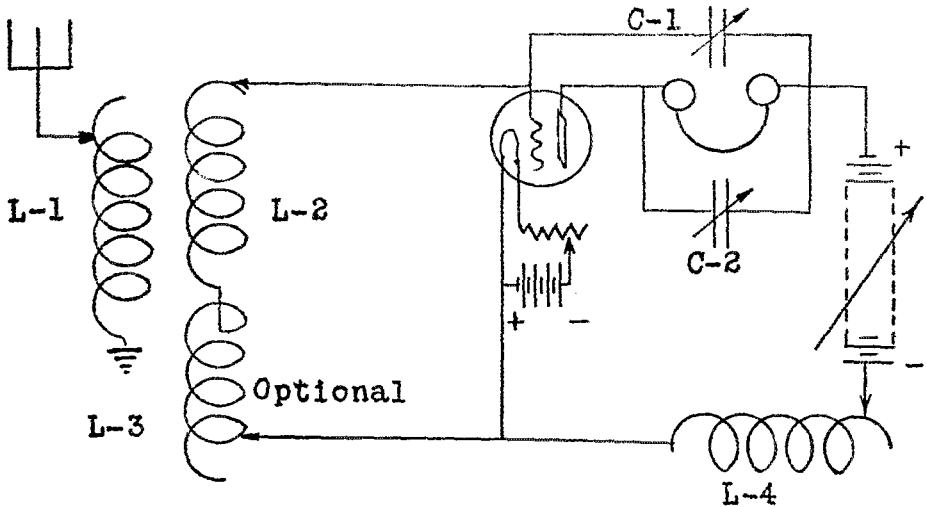 C-1
L-1
L-2
+
C-2
+ -
Optional
-
L-3
L-4